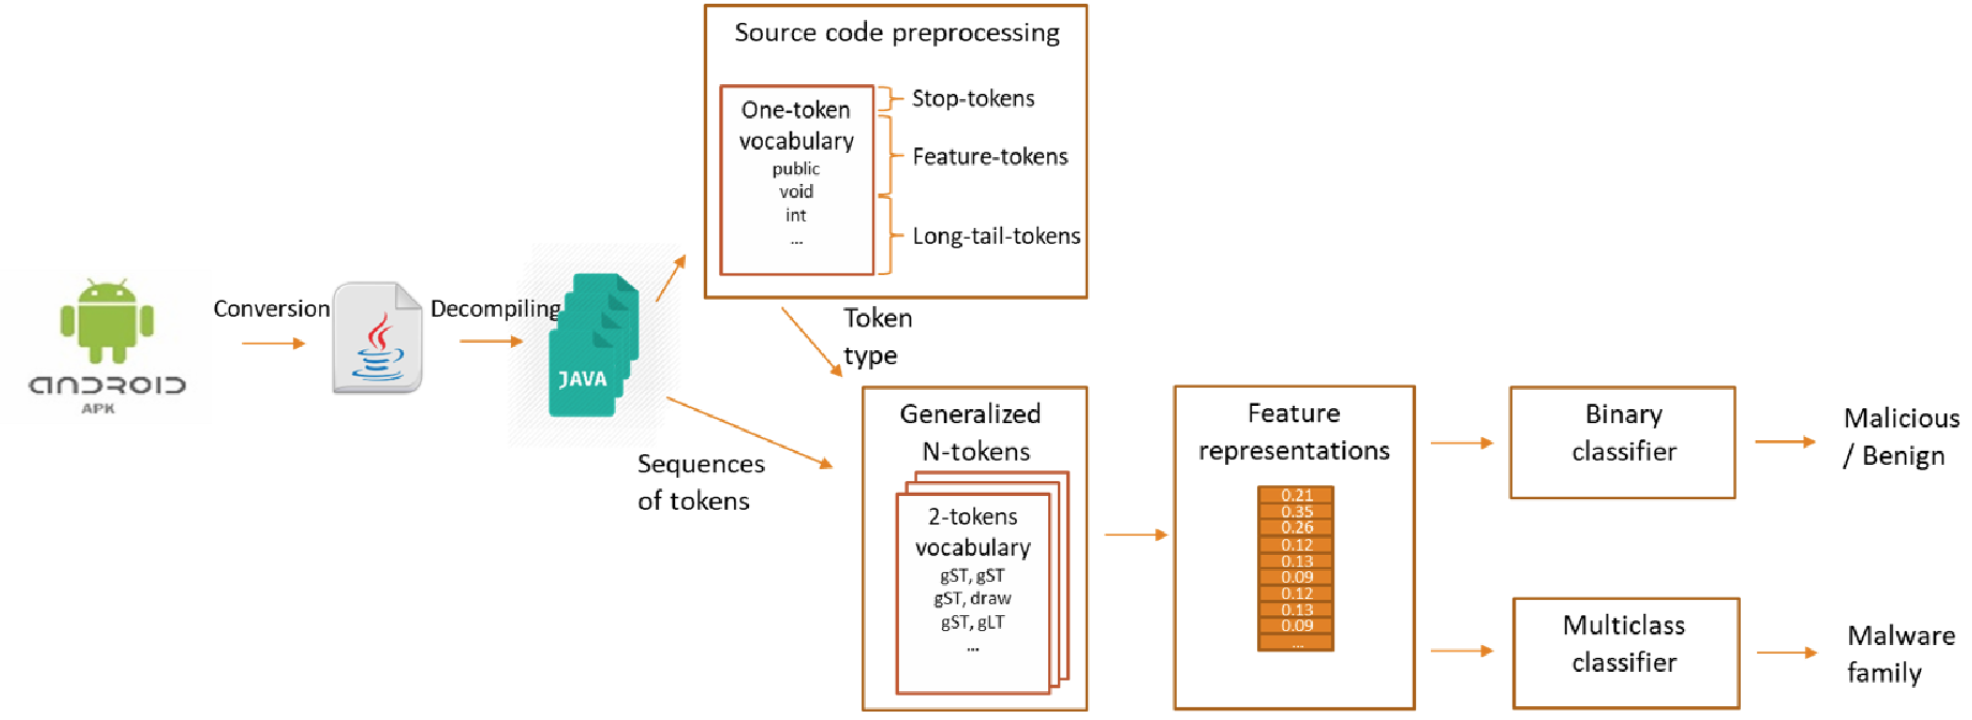 Source code preprocessing
One-token
vocabulary
public
void
int
...
Stop-tokens
Feature-tokens
Long-tail-tokens
ANDROID
APK
Conversion
Decompiling
JAVA
Token
type
Sequences
of tokens
Generalized
N-tokens
2-tokens
vocabulary
gST, gST
gST, draw
gST, gLT
...
Feature
representations
0.21
0.35
0.26
0.12
0.13
0.09
0.12
0.13
0.09
...
Binary
classifier
Malicious
/ Benign
Multiclass
classifier
Malware
family